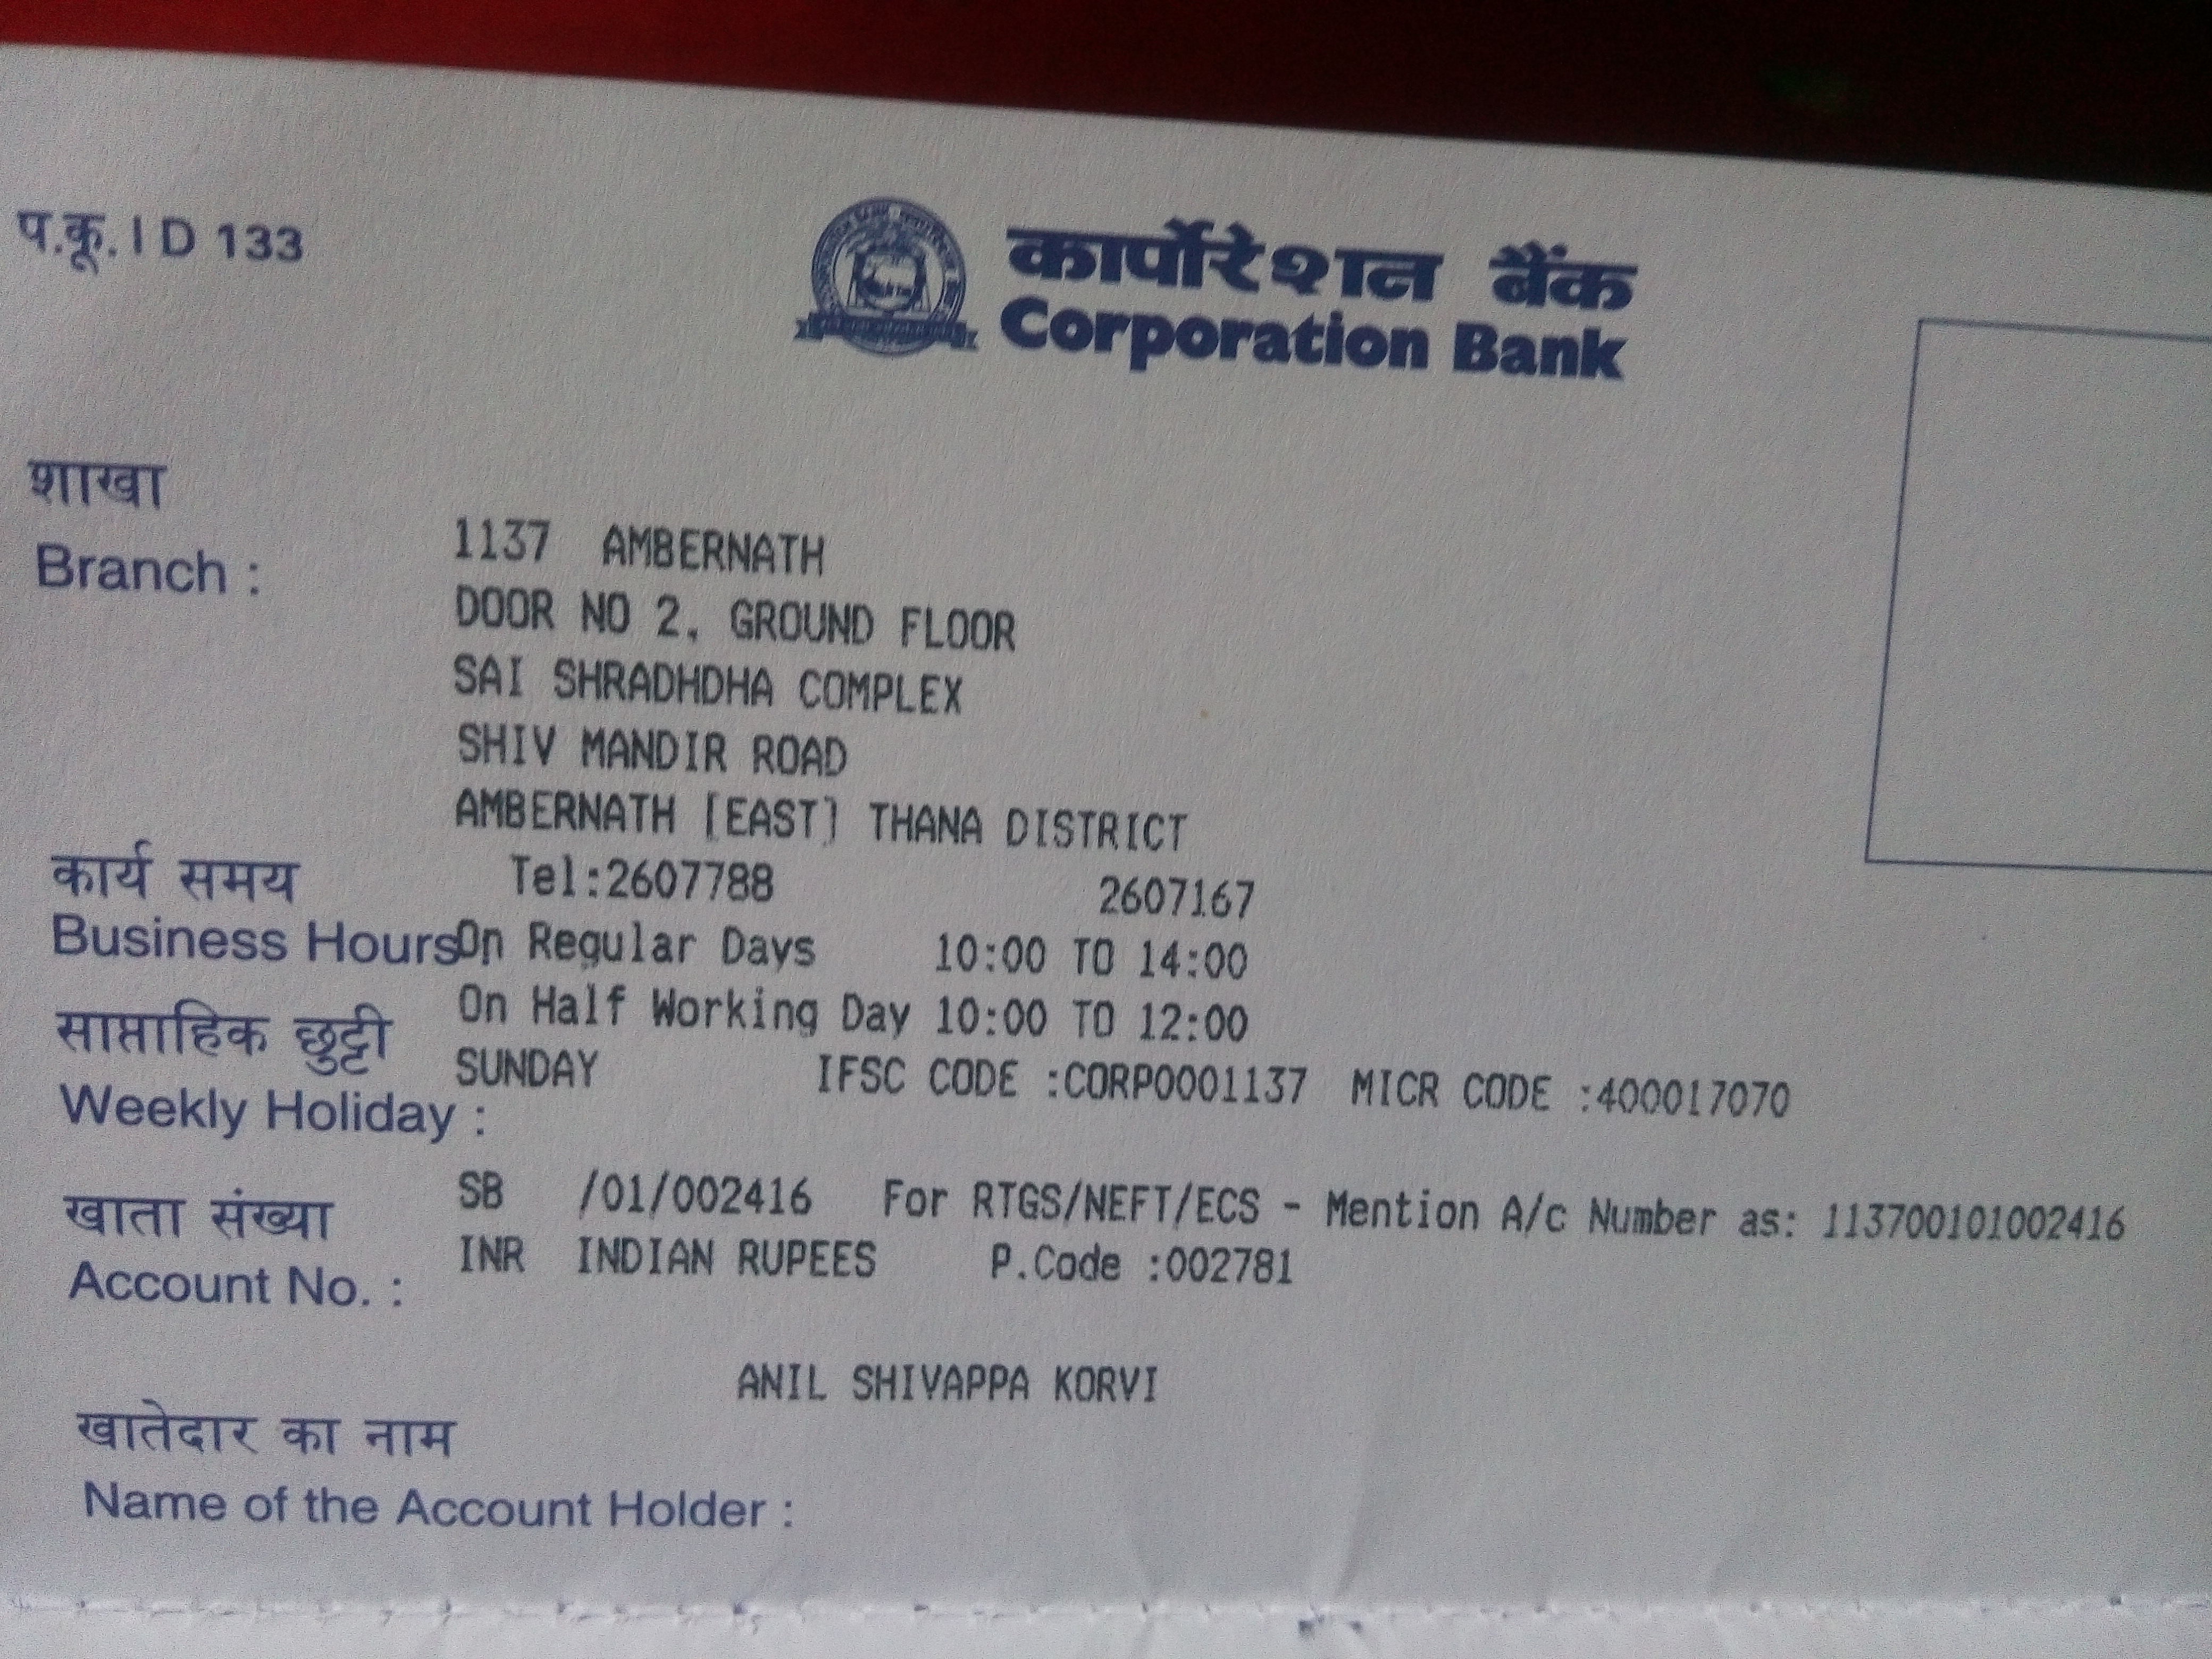 प.कू. I D 133
कार्पोरेशन बैंक
Corporation Bank
शाखा
Branch :
1137 AMBERNATH
DOOR NO 2, GROUND FLOOR
SAI SHRADHDHA COMPLEX
SHIV MANDIR ROAD
AMBERNATH [EAST] THANA DISTRICT
Tel:2607788 2607167
कार्य समय
Business Hours On Regular Days 10:00 TO 14:00
On Half Working Day 10:00 TO 12:00
साप्ताहिक छुट्टी
Weekly Holiday :
SUNDAY IFSC CODE :CORP0001137 MICR CODE :400017070
खाता संख्या
Account No. :
SB /01/002416 For RTGS/NEFT/ECS - Mention A/c Number as: 113700101002416
INR INDIAN RUPEES P.Code :002781
ANIL SHIVAPPA KORVI
खातेदार का नाम
Name of the Account Holder :